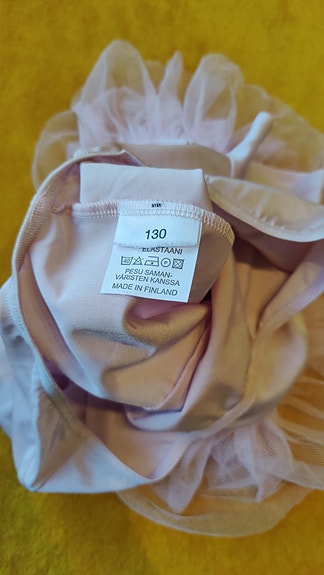 130
ELASTAANI
PESU SAMAN-
VÄRISTEN KANSSA
MADE IN FINLAND